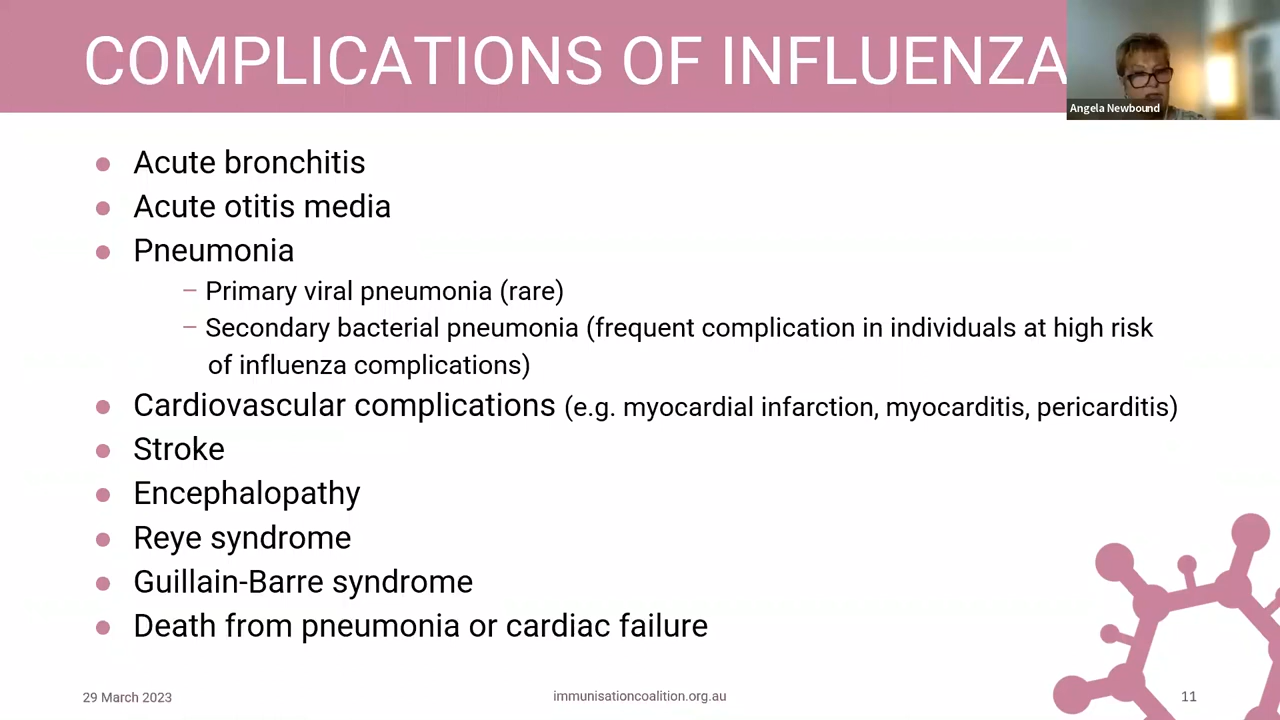 COMPLICATIONS OF INFLUENZA
Angela Newbound
● Acute bronchitis
● Acute otitis media
● Pneumonia
– Primary viral pneumonia (rare)
– Secondary bacterial pneumonia (frequent complication in individuals at high risk
of influenza complications)
● Cardiovascular complications (e.g. myocardial infarction, myocarditis, pericarditis)
● Stroke
● Encephalopathy
● Reye syndrome
● Guillain-Barre syndrome
● Death from pneumonia or cardiac failure
29 March 2023
immunisationcoalition.org.au
11